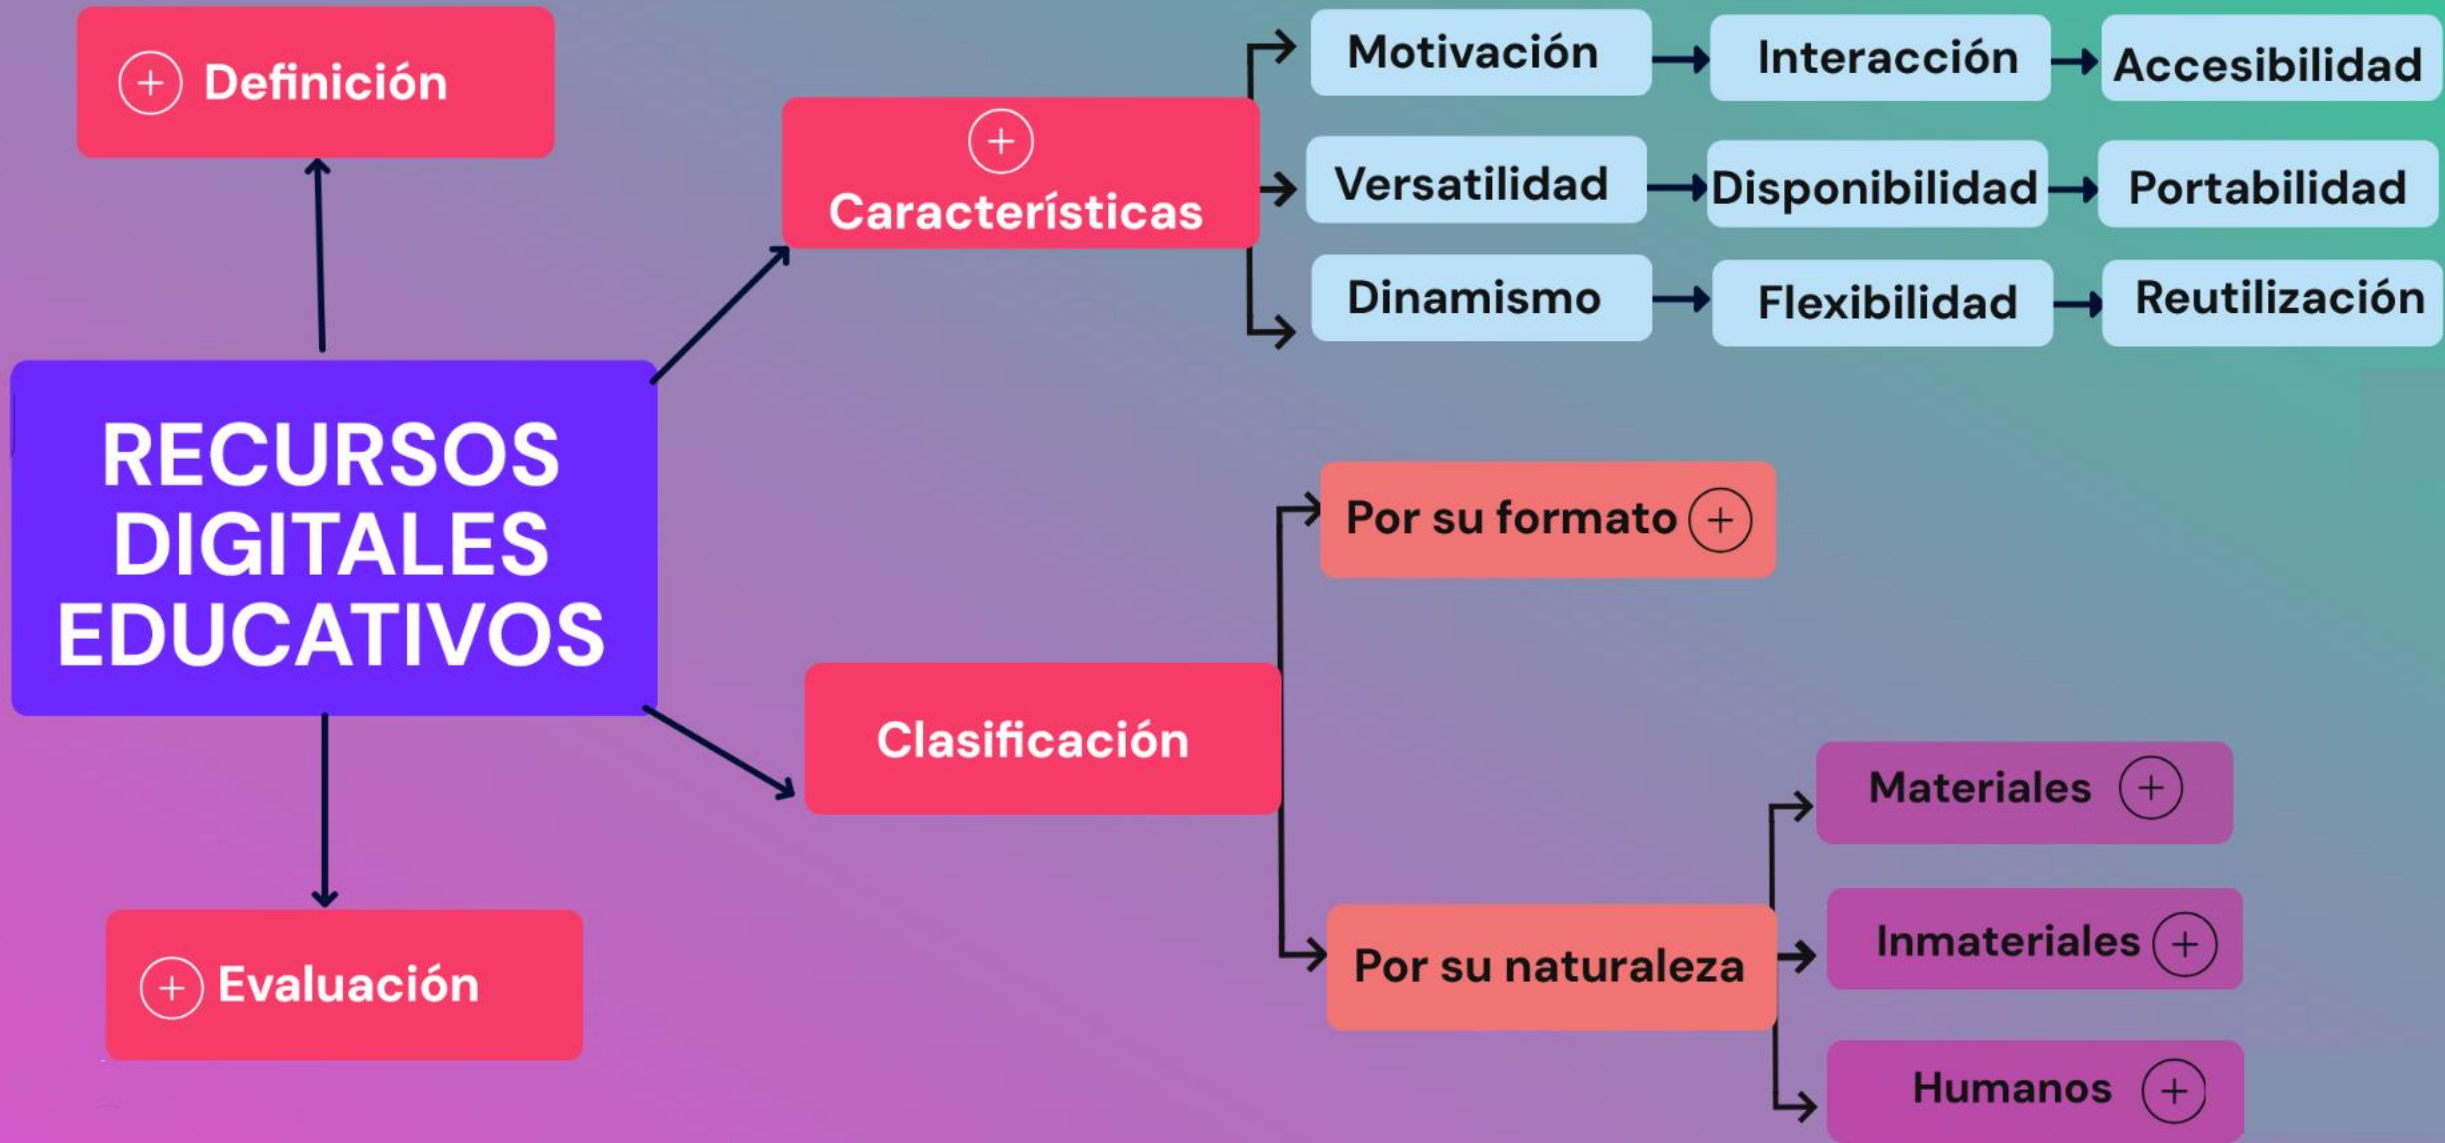 Definición
Característicás
Motivación
Interacción
Accesibilidad
Versatilidad
Disponibilidad
Portabilidad
Dinamismo
Flexibilidad
Reutilización
RECURSOS
DIGITALES
EDUCATIVOS
Clasificación
Por su formato
Por su naturaleza
Materiales
Inmateriales
Humanos
Evaluación